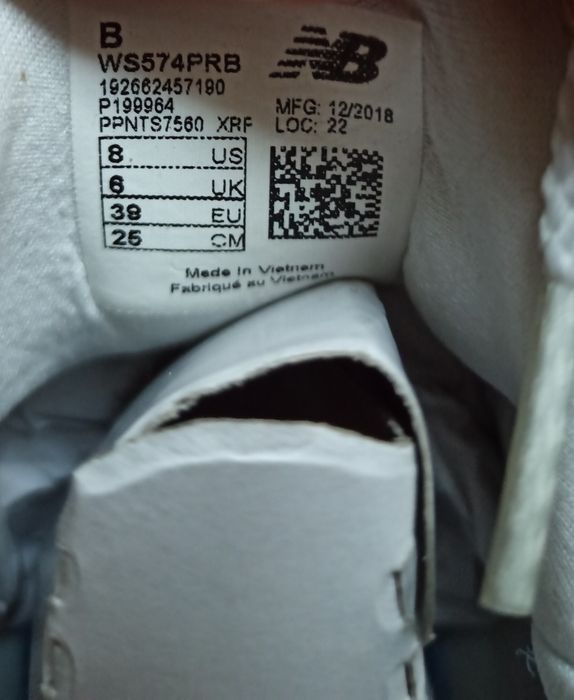 B
WS574PRB
192662457190
P199964
PPNTS7560 XRF
NB
MFG: 12/2018
LOC: 22
8 US
6 UK
39 EU
25 CM
Made In Vietnam
Fabriqué au Vietnam